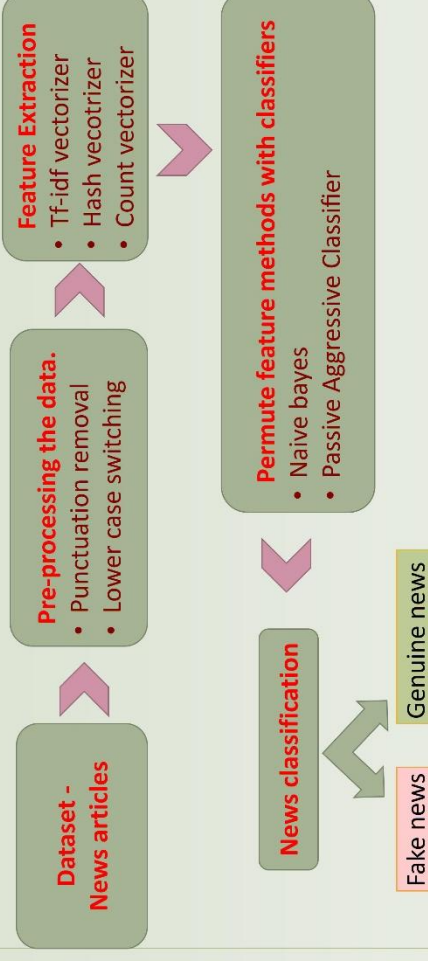 Dataset -
News articles
Pre-processing the data.
• Punctuation removal
• Lower case switching
Feature Extraction
• Tf-idf vectorizer
• Hash vecotrizer
• Count vectorizer
Permute feature methods with classifiers
• Naive bayes
• Passive Aggressive Classifier
News classification
Fake news
Genuine news